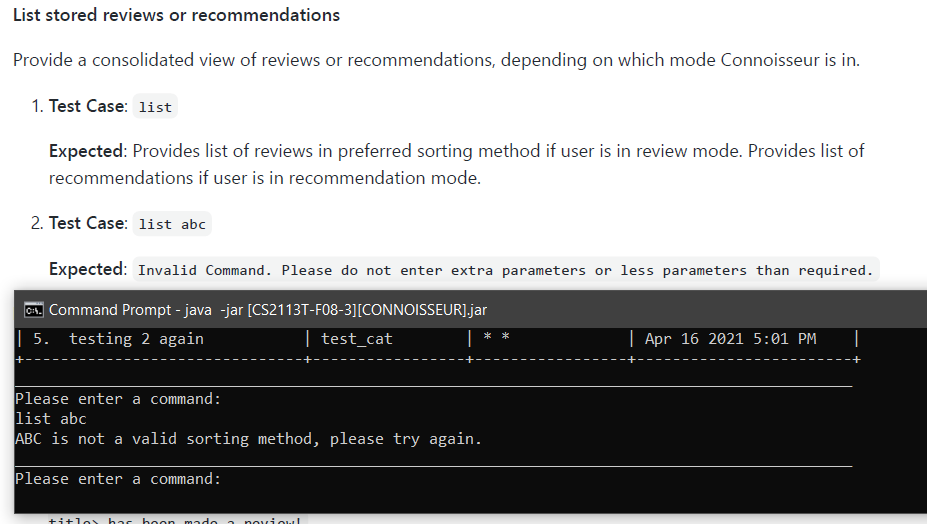 List stored reviews or recommendations
Provide a consolidated view of reviews or recommendations, depending on which mode Connoisseur is in.
1. Test Case: list
Expected: Provides list of reviews in preferred sorting method if user is in review mode. Provides list of
recommendations if user is in recommendation mode.
2. Test Case: list abc
Expected: Invalid Command. Please do not enter extra parameters or less parameters than required.
Command Prompt - java -jar [CS2113T-F08-3][CONNOISSEUR].jar
| 5. testing 2 again | test_cat | * * | Apr 16 2021 5:01 PM |
Please enter a command:
list abc
ABC is not a valid sorting method, please try again.
Please enter a command:
title> has been made a review!